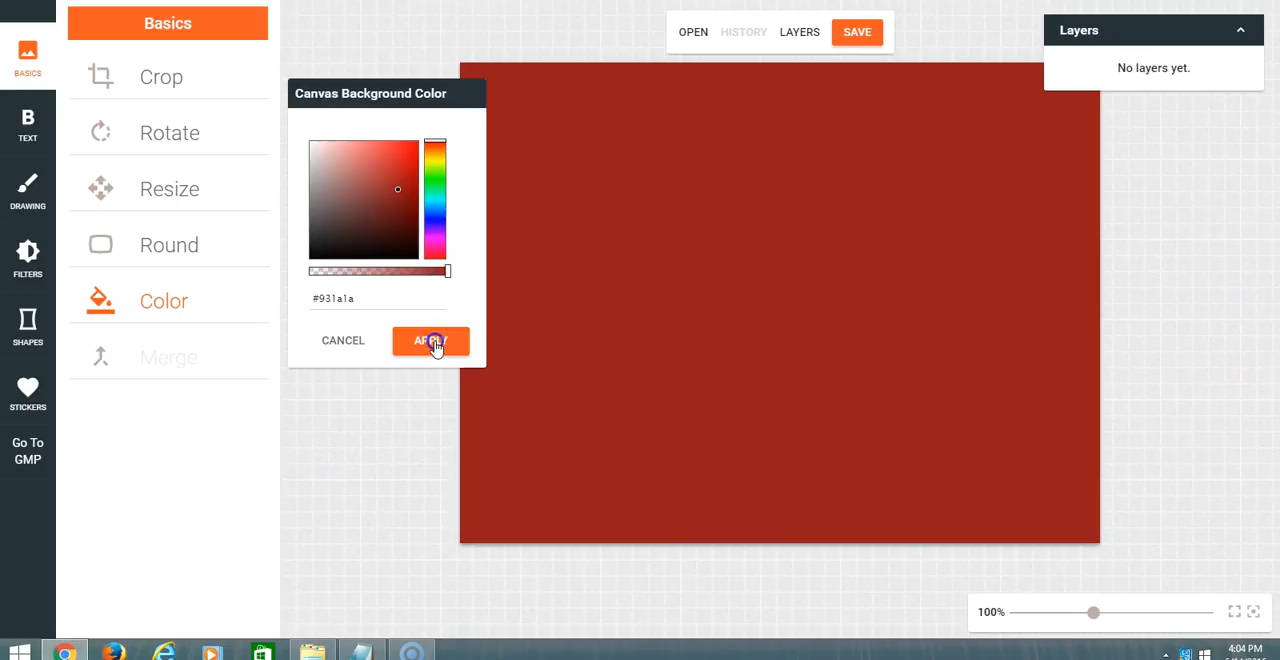 BASICS
B
TEXT
DRAWING
FILTERS
SHAPES
STICKERS
Go To
GMP
Basics
Crop
Rotate
Resize
Round
Color
Merge
Canvas Background Color
#931a1a
CANCEL
APPLY
OPEN HISTORY LAYERS SAVE
Layers
No layers yet.
100%
4:04 PM